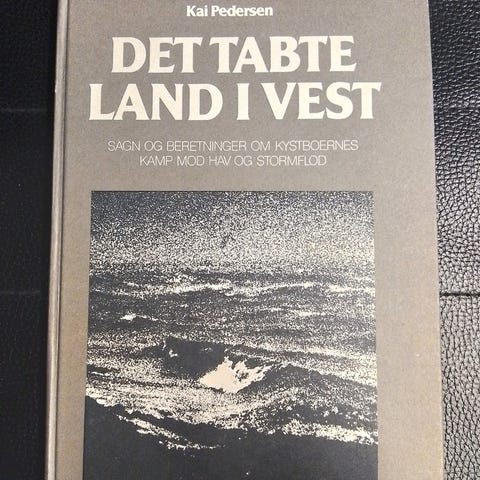 Kai Pedersen
DET TABTE
LAND I VEST
SAGN OG BERETNINGER OM KYSTBOERNES
KAMP MOD HAV OG STORMFLOD